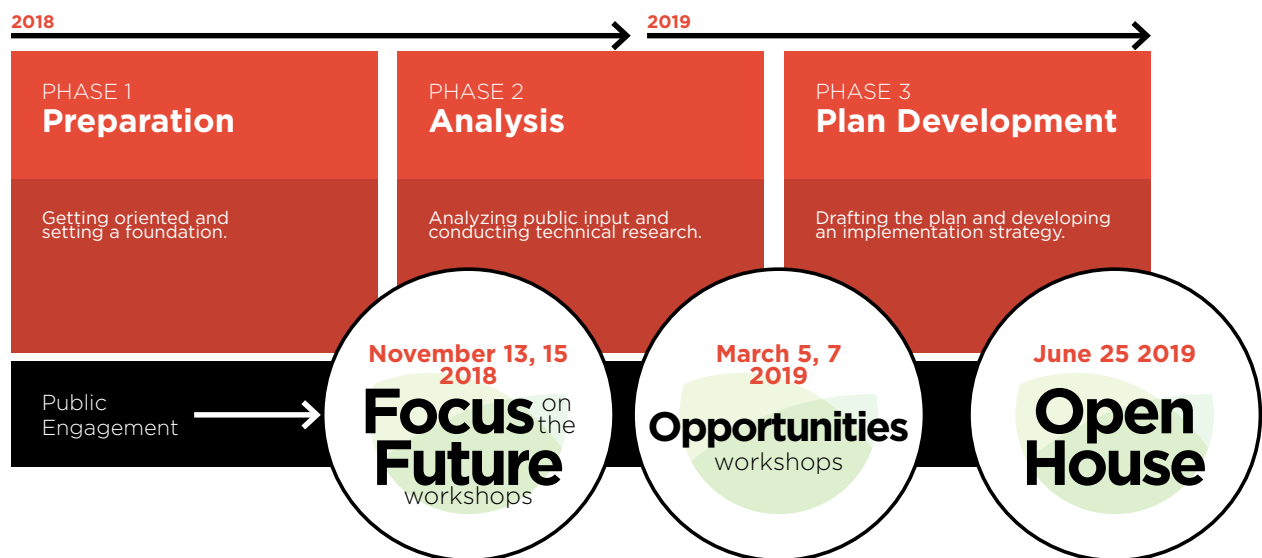 2018
2019
PHASE 1
Preparation
Getting oriented and
setting a foundation.
PHASE 2
Analysis
Analyzing public input and
conducting technical research.
PHASE 3
Plan Development
Drafting the plan and developing
an implementation strategy.
Public
Engagement
November 13, 15
2018
Focus on
the
Future
workshops
March 5, 7
2019
Opportunities
workshops
June 25 2019
Open
House